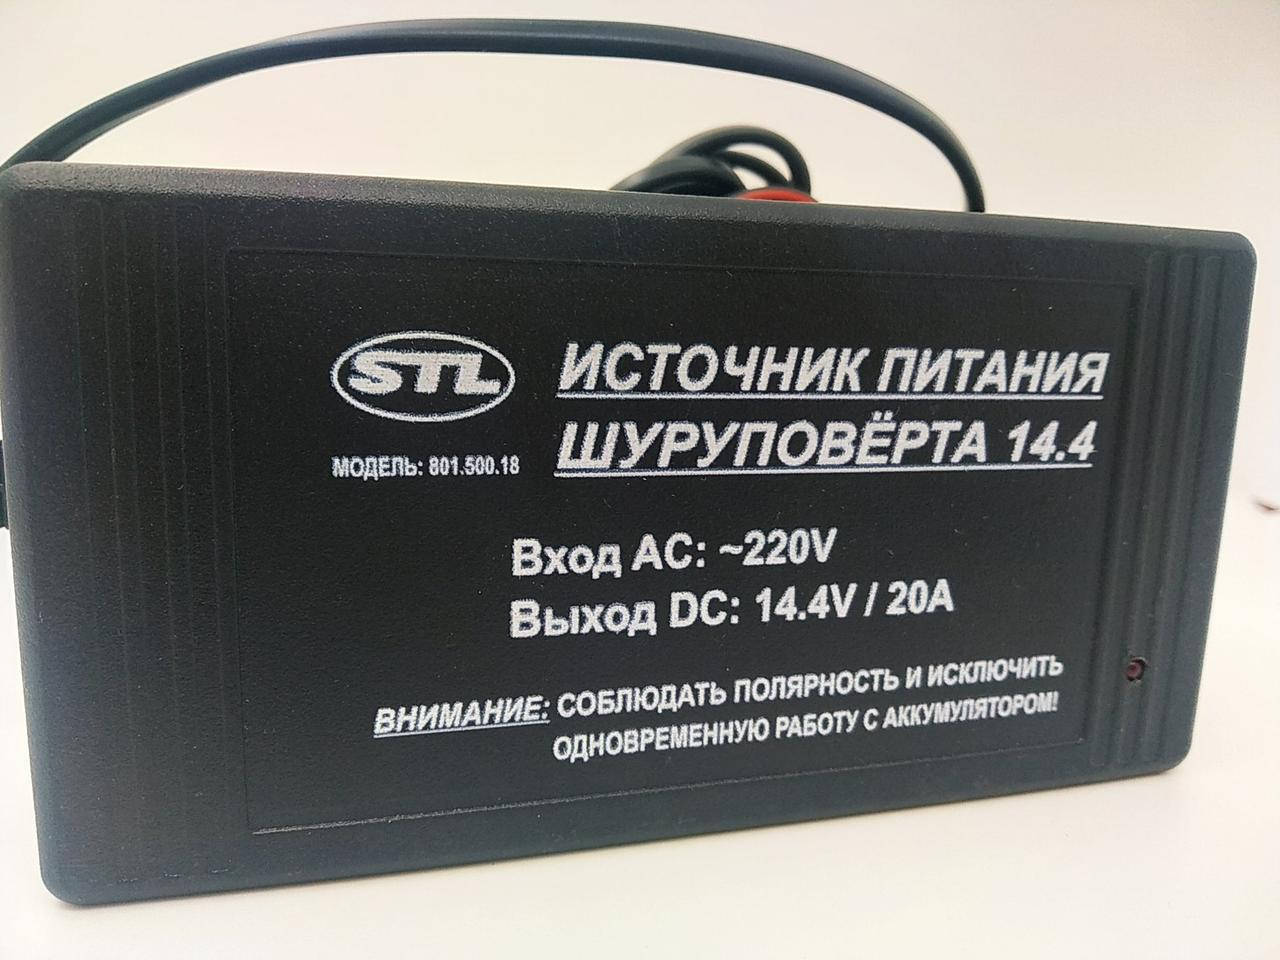 STL
ИСТОЧНИК ПИТАНИЯ
ШУРУПОВЁРТА 14.4
МОДЕЛЬ: 801.500.18
Вход AC: ~220V
Выход DC: 14.4V / 20A
ВНИМАНИЕ: СОБЛЮДАТЬ ПОЛЯРНОСТЬ И ИСКЛЮЧИТЬ
ОДНОВРЕМЕННУЮ РАБОТУ С АККУМУЛЯТОРОМ!